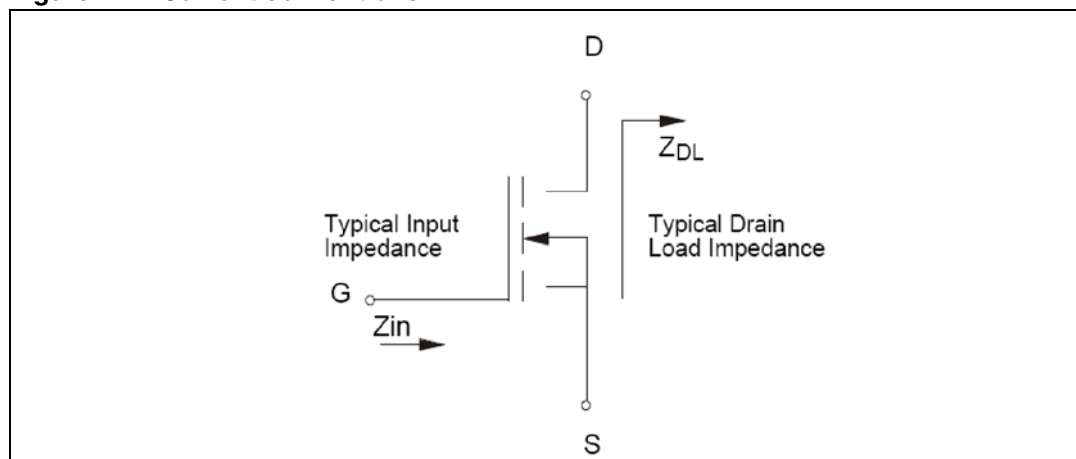 D
Z_DL
Typical Input
Impedance
Typical Drain
Load Impedance
G
Zin
S